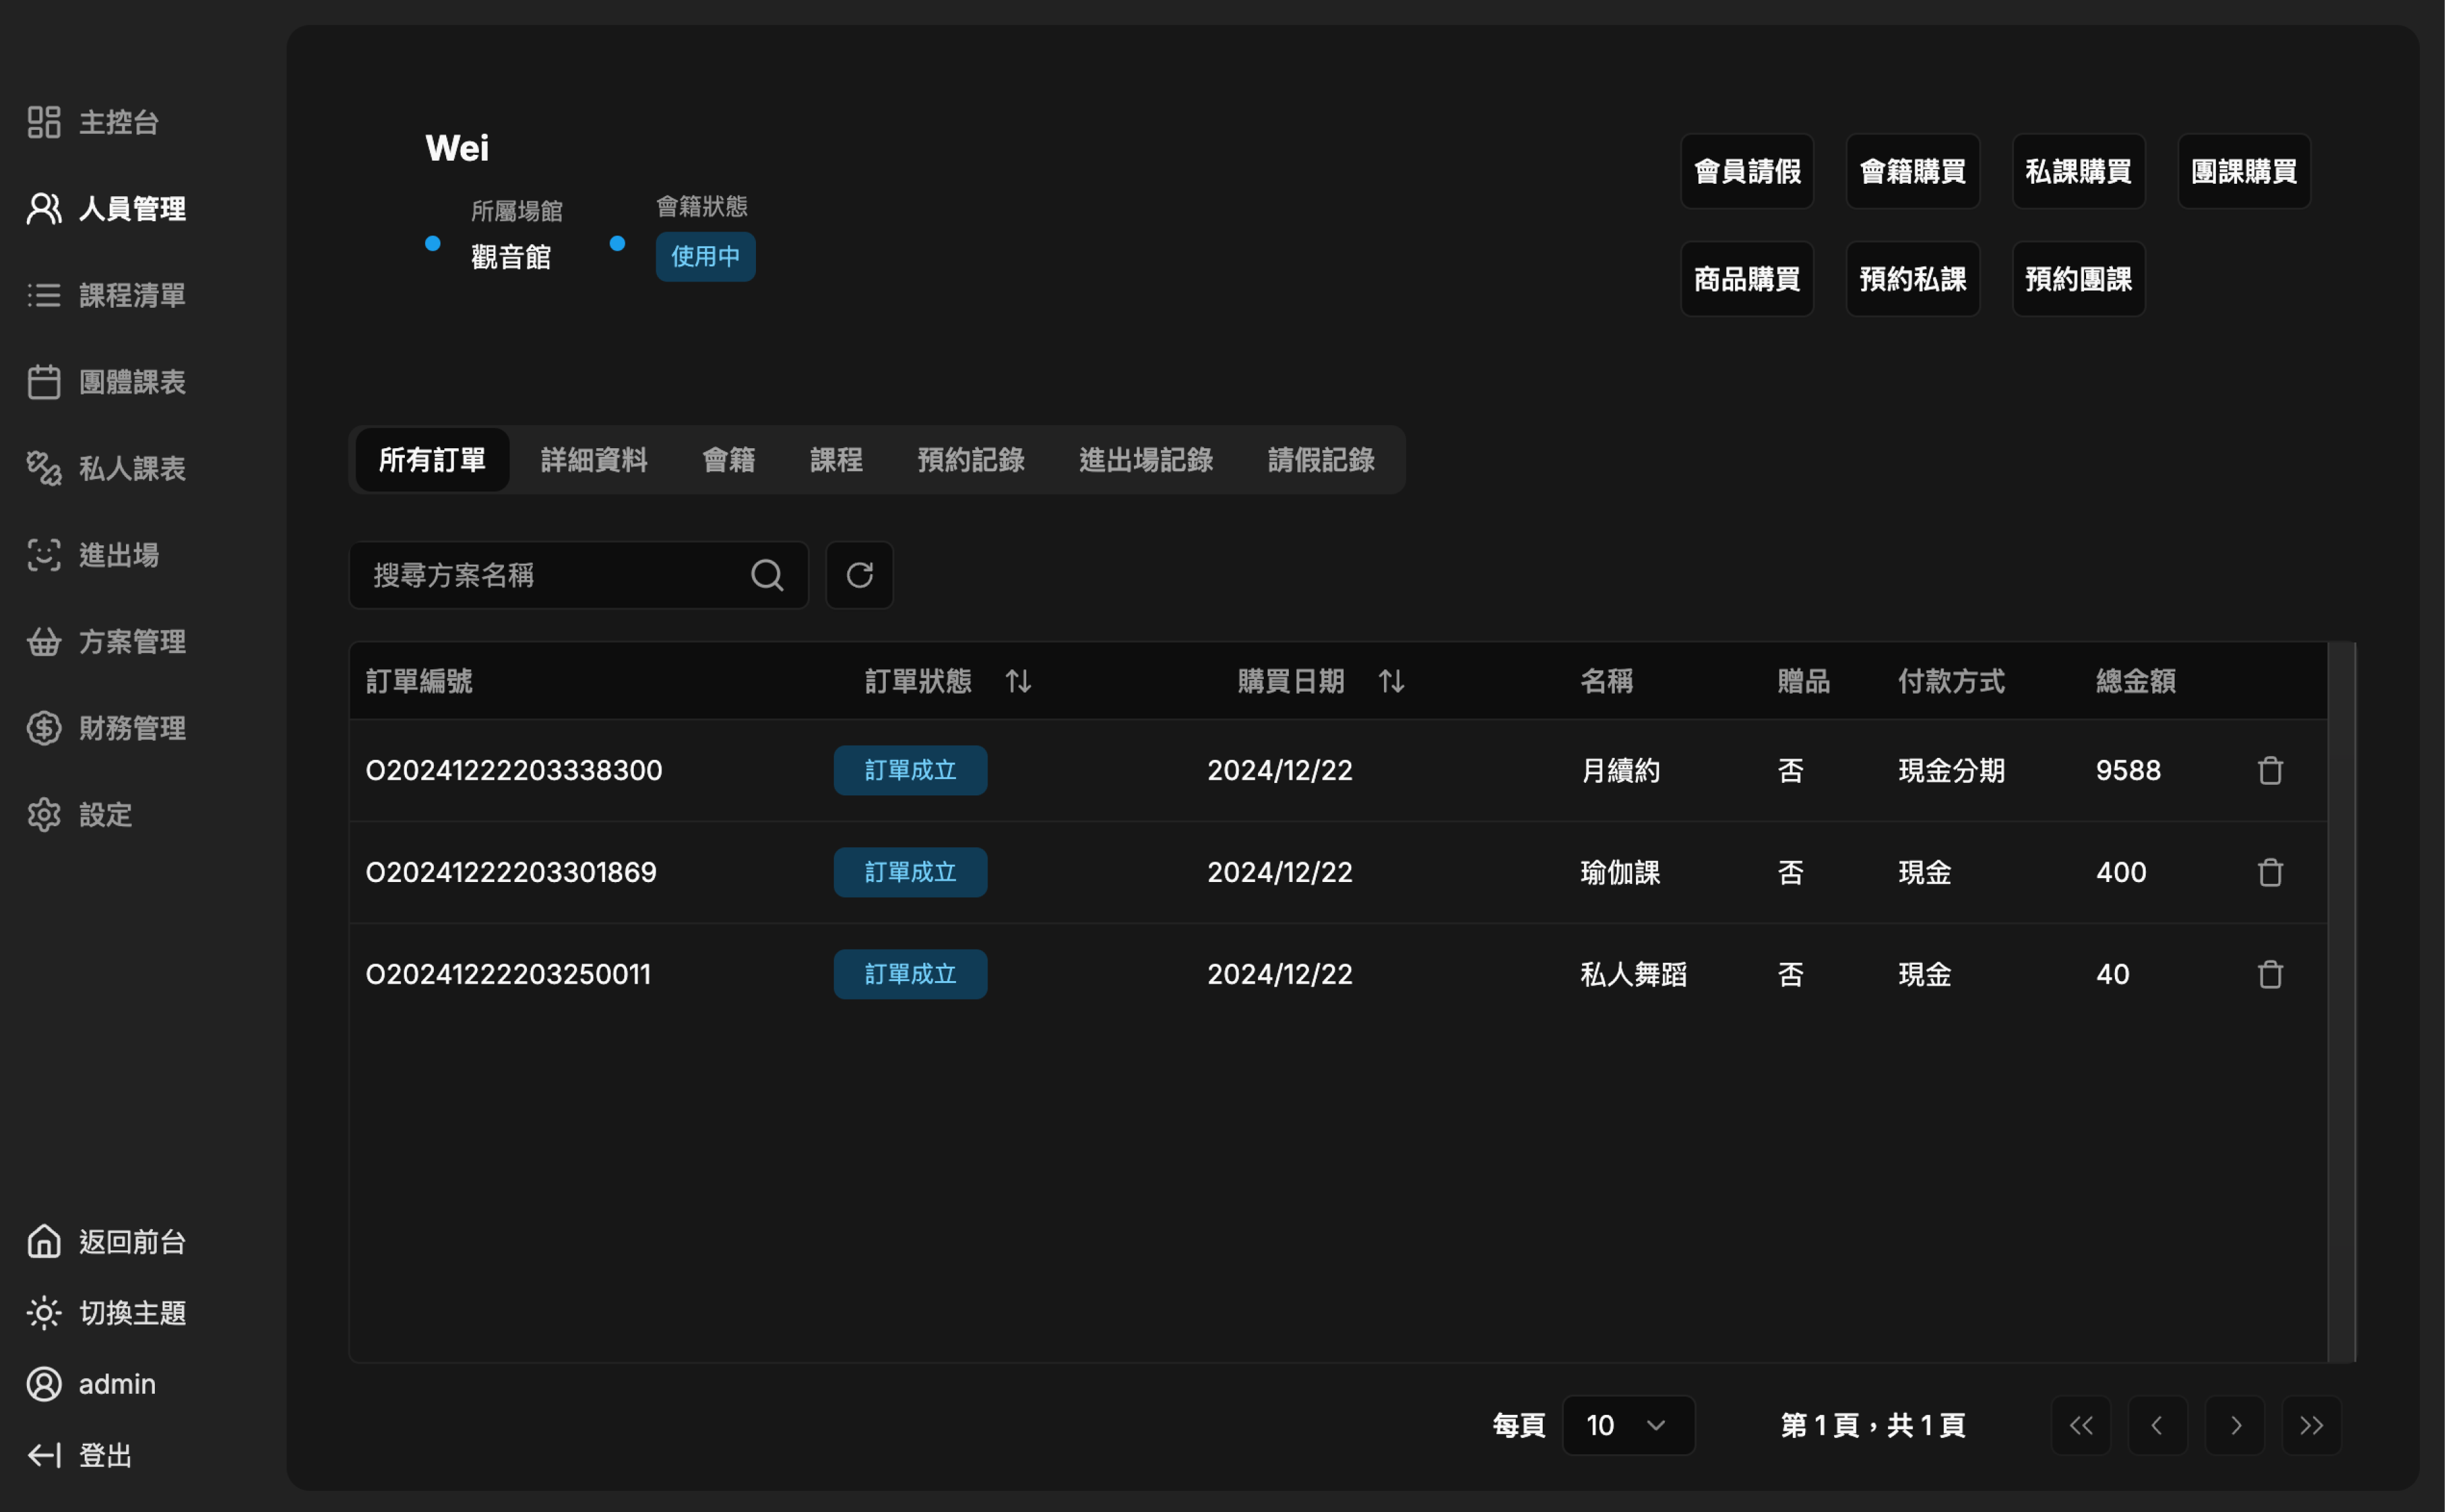 主控台
人員管理
課程清單
團體課表
私人課表
進出場
方案管理
財務管理
設定
返回前台
切換主題
admin
登出
Wei
所屬場館
觀音館
會籍狀態
使用中
會員請假 會籍購買 私課購買 團課購買
商品購買 預約私課 預約團課
所有訂單 詳細資料 會籍 課程 預約記錄 進出場記錄 請假記錄
搜尋方案名稱
訂單編號 訂單狀態 購買日期 名稱 贈品 付款方式 總金額
O20241222203338300 訂單成立 2024/12/22 月續約 否 現金分期 9588
O20241222203301869 訂單成立 2024/12/22 瑜伽課 否 現金 400
O20241222203250011 訂單成立 2024/12/22 私人舞蹈 否 現金 40
每頁 10 第 1 頁，共 1 頁